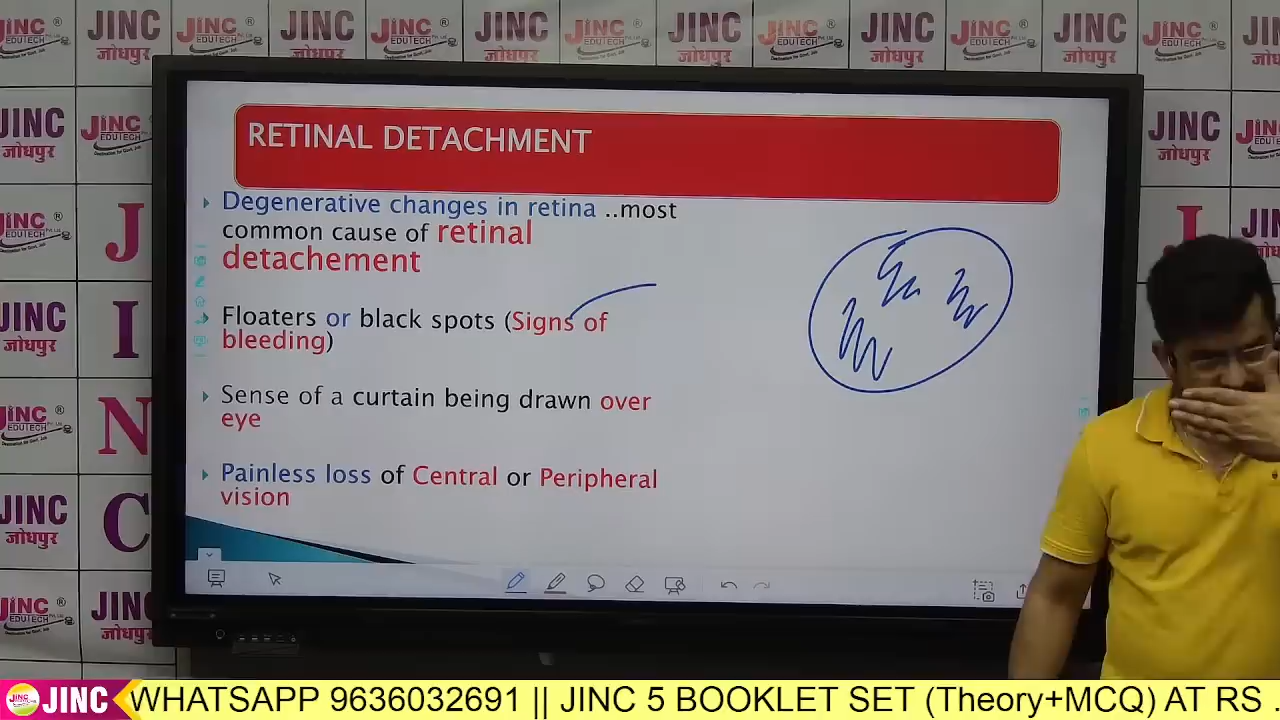 RETINAL DETACHMENT
Degenerative changes in retina ..most
common cause of retinal
detachement
Floaters or black spots (Signs of
bleeding)
Sense of a curtain being drawn over
eye
Painless loss of Central or Peripheral
vision
JINC
जोधपुर
JINC
EDUTECH
J
I
N
C
JINC WHATSAPP 9636032691 || JINC 5 BOOKLET SET (Theory+MCQ) AT RS .